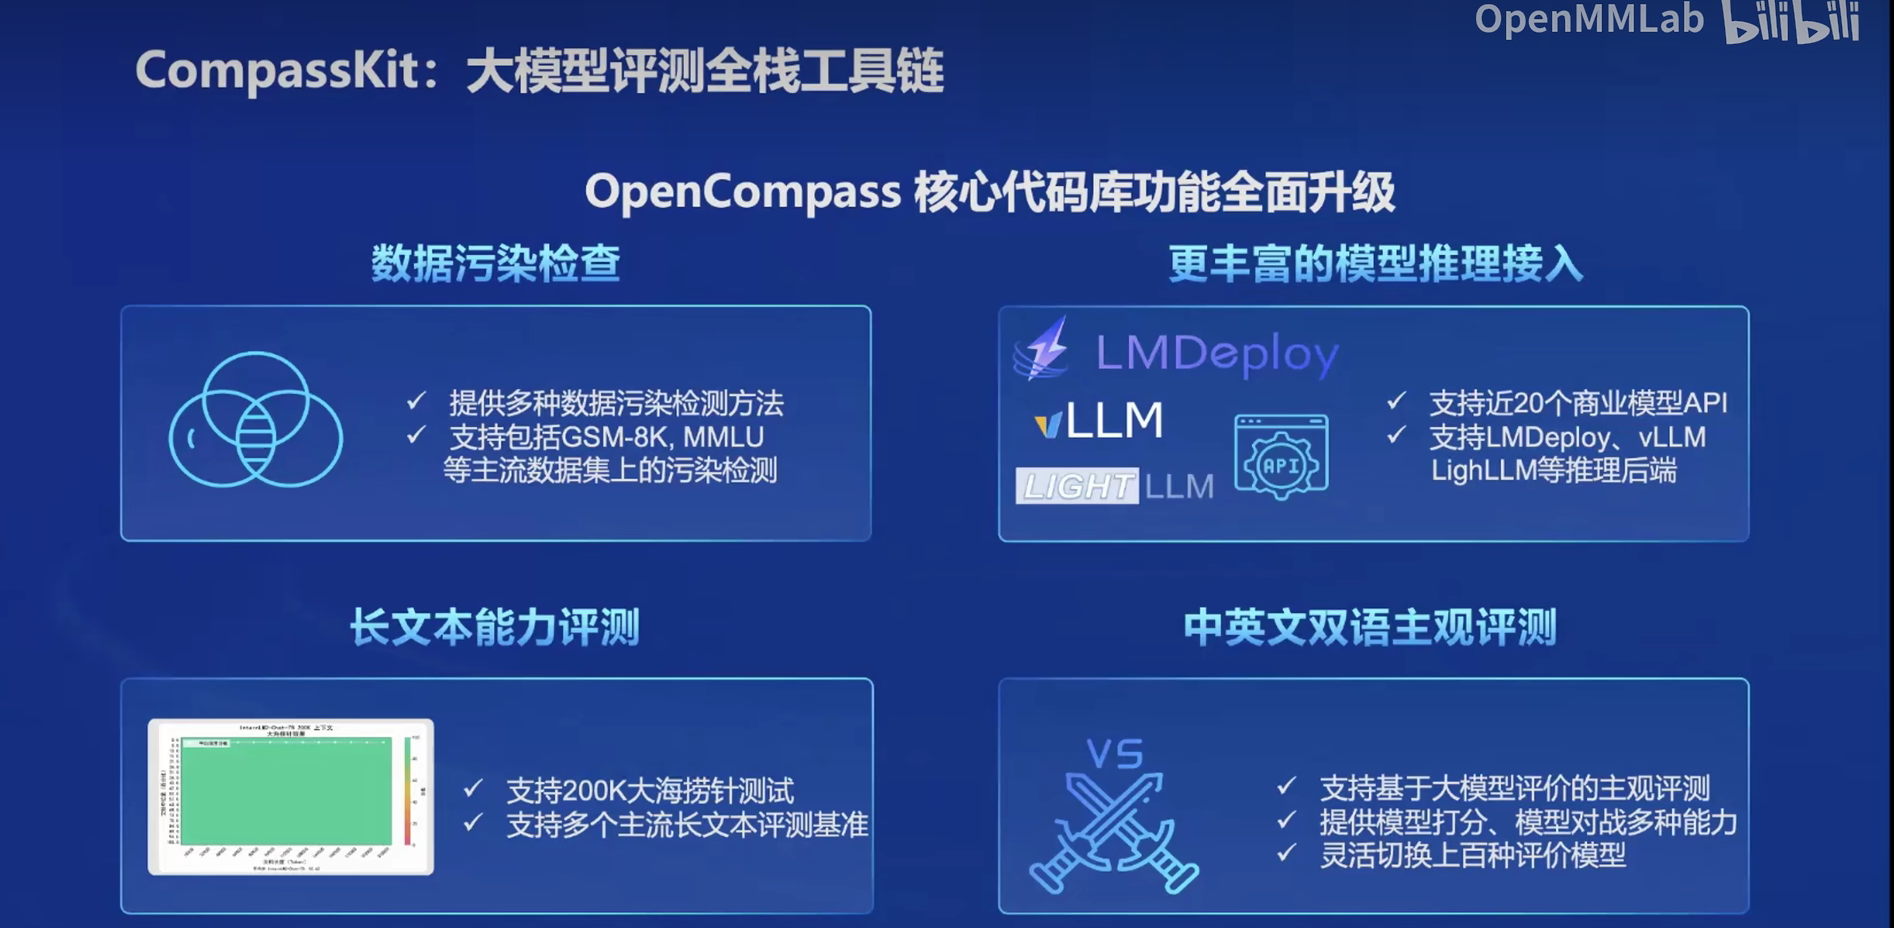 OpenMMLab bilibili
CompassKit：大模型评测全栈工具链
OpenCompass 核心代码库功能全面升级
数据污染检查
✓ 提供多种数据污染检测方法
✓ 支持包括GSM-8K, MMLU
等主流数据集上的污染检测
更丰富的模型推理接入
LMDeploy
vLLM
LIGHT LLM
API
✓ 支持近20个商业模型API
✓ 支持LMDeploy、vLLM
LighLLM等推理后端
长文本能力评测
✓ 支持200K大海捞针测试
✓ 支持多个主流长文本评测基准
中英文双语主观评测
VS
✓ 支持基于大模型评价的主观评测
✓ 提供模型打分、模型对战多种能力
✓ 灵活切换上百种评价模型